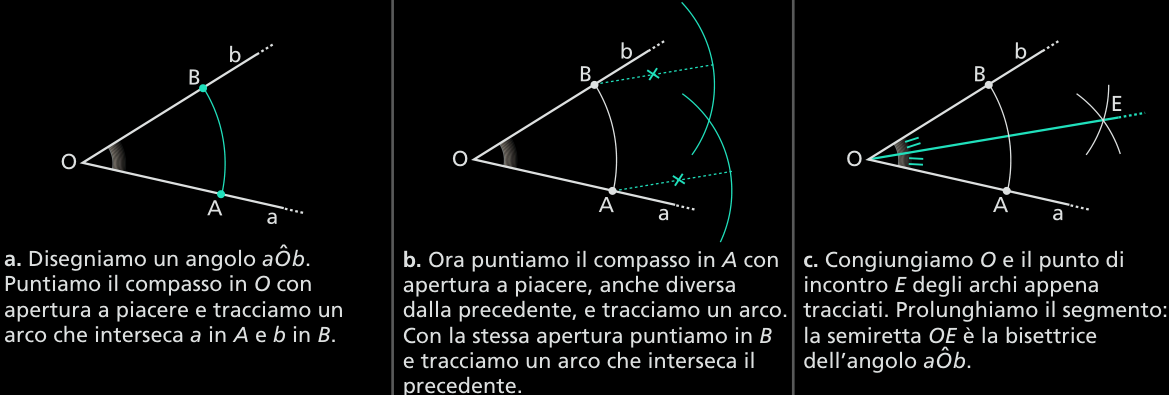 b
B
O
A
a
b
B
O
A
a
b
B
E
O
A
a
a. Disegniamo un angolo aÔb.
Puntiamo il compasso in O con
apertura a piacere e tracciamo un
arco che interseca a in A e b in B.
b. Ora puntiamo il compasso in A con
apertura a piacere, anche diversa
dalla precedente, e tracciamo un arco.
Con la stessa apertura puntiamo in B
e tracciamo un arco che interseca il
precedente.
c. Congiungiamo O e il punto di
incontro E degli archi appena
tracciati. Prolunghiamo il segmento:
la semiretta OE è la bisettrice
dell'angolo aÔb.